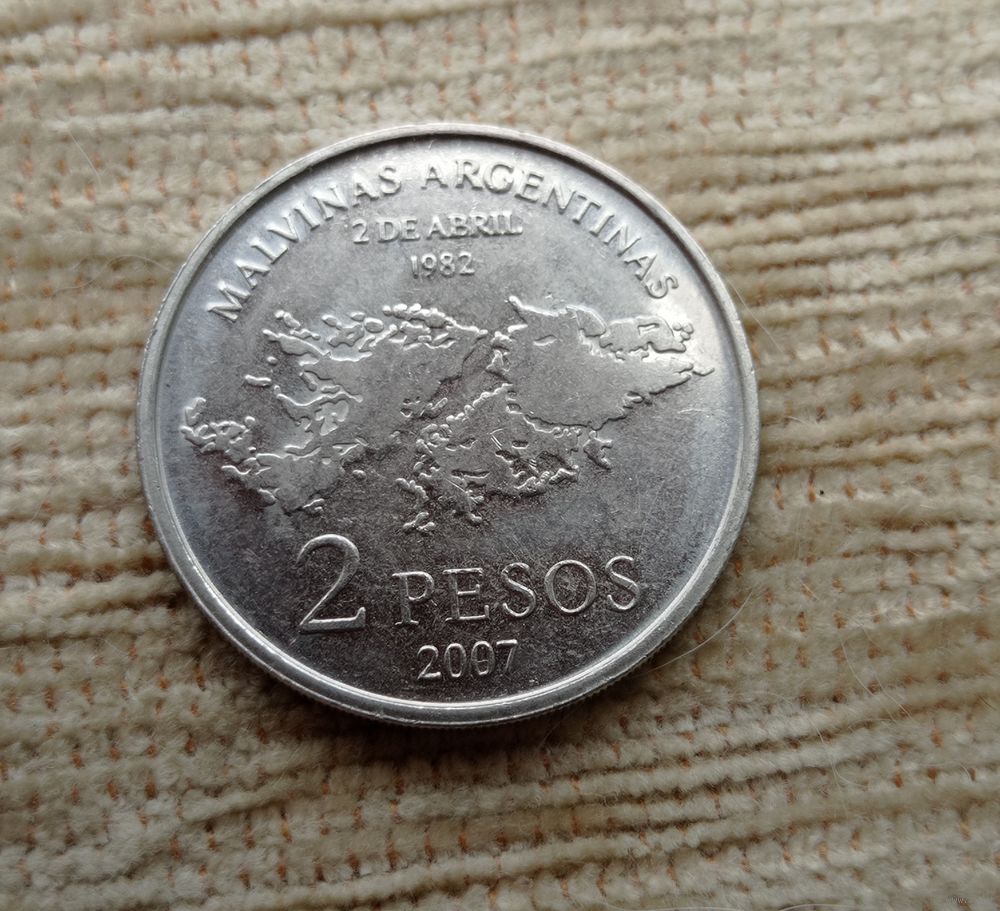 MALVINAS ARGENTINAS
2 DE ABRIL
1982
2 PESOS
2007